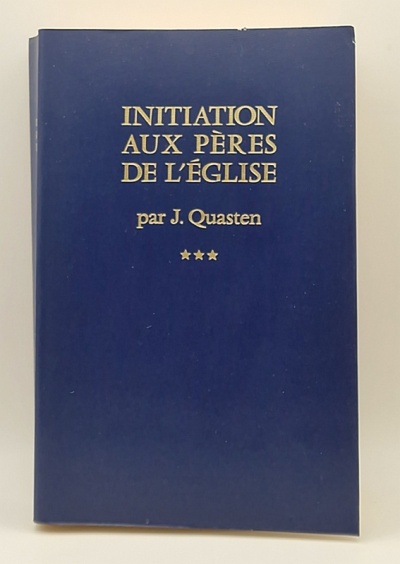 INITIATION
AUX PÈRES
DE L'ÉGLISE
par J. Quasten
★★★